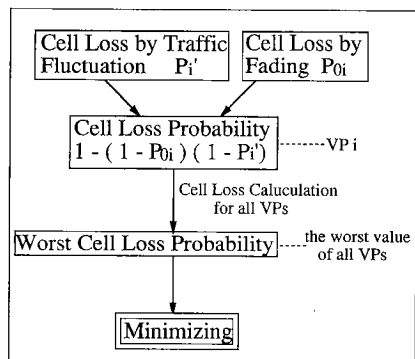 Cell Loss by Traffic
Fluctuation Pi'
Cell Loss by
Fading P0i
Cell Loss Probability
1 - ( 1 - P0i ) ( 1 - Pi')
VP i
Cell Loss Caluculation
for all VPs
Worst Cell Loss Probability
the worst value
of all VPs
Minimizing